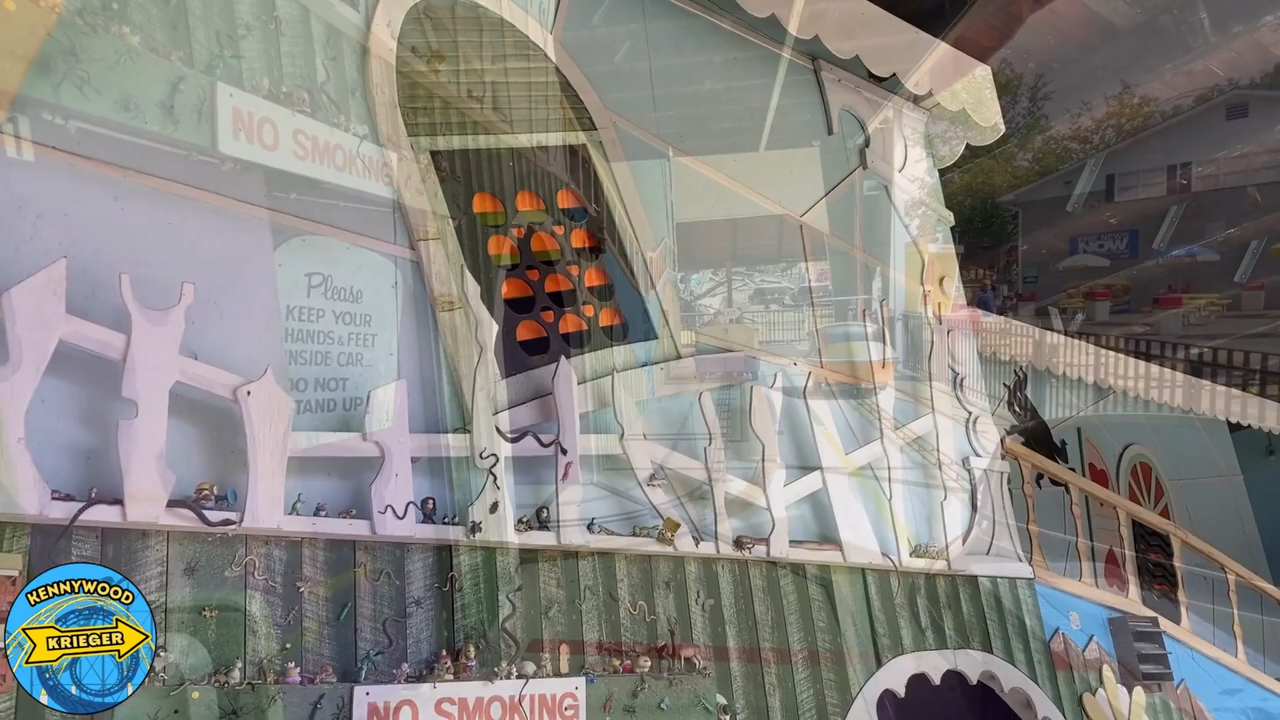 NO SMOKING
Please
KEEP YOUR
HANDS & FEET
INSIDE CAR...
DO NOT
STAND UP
NOW
KENNYWOOD
KRIEGER
NO SMOKING